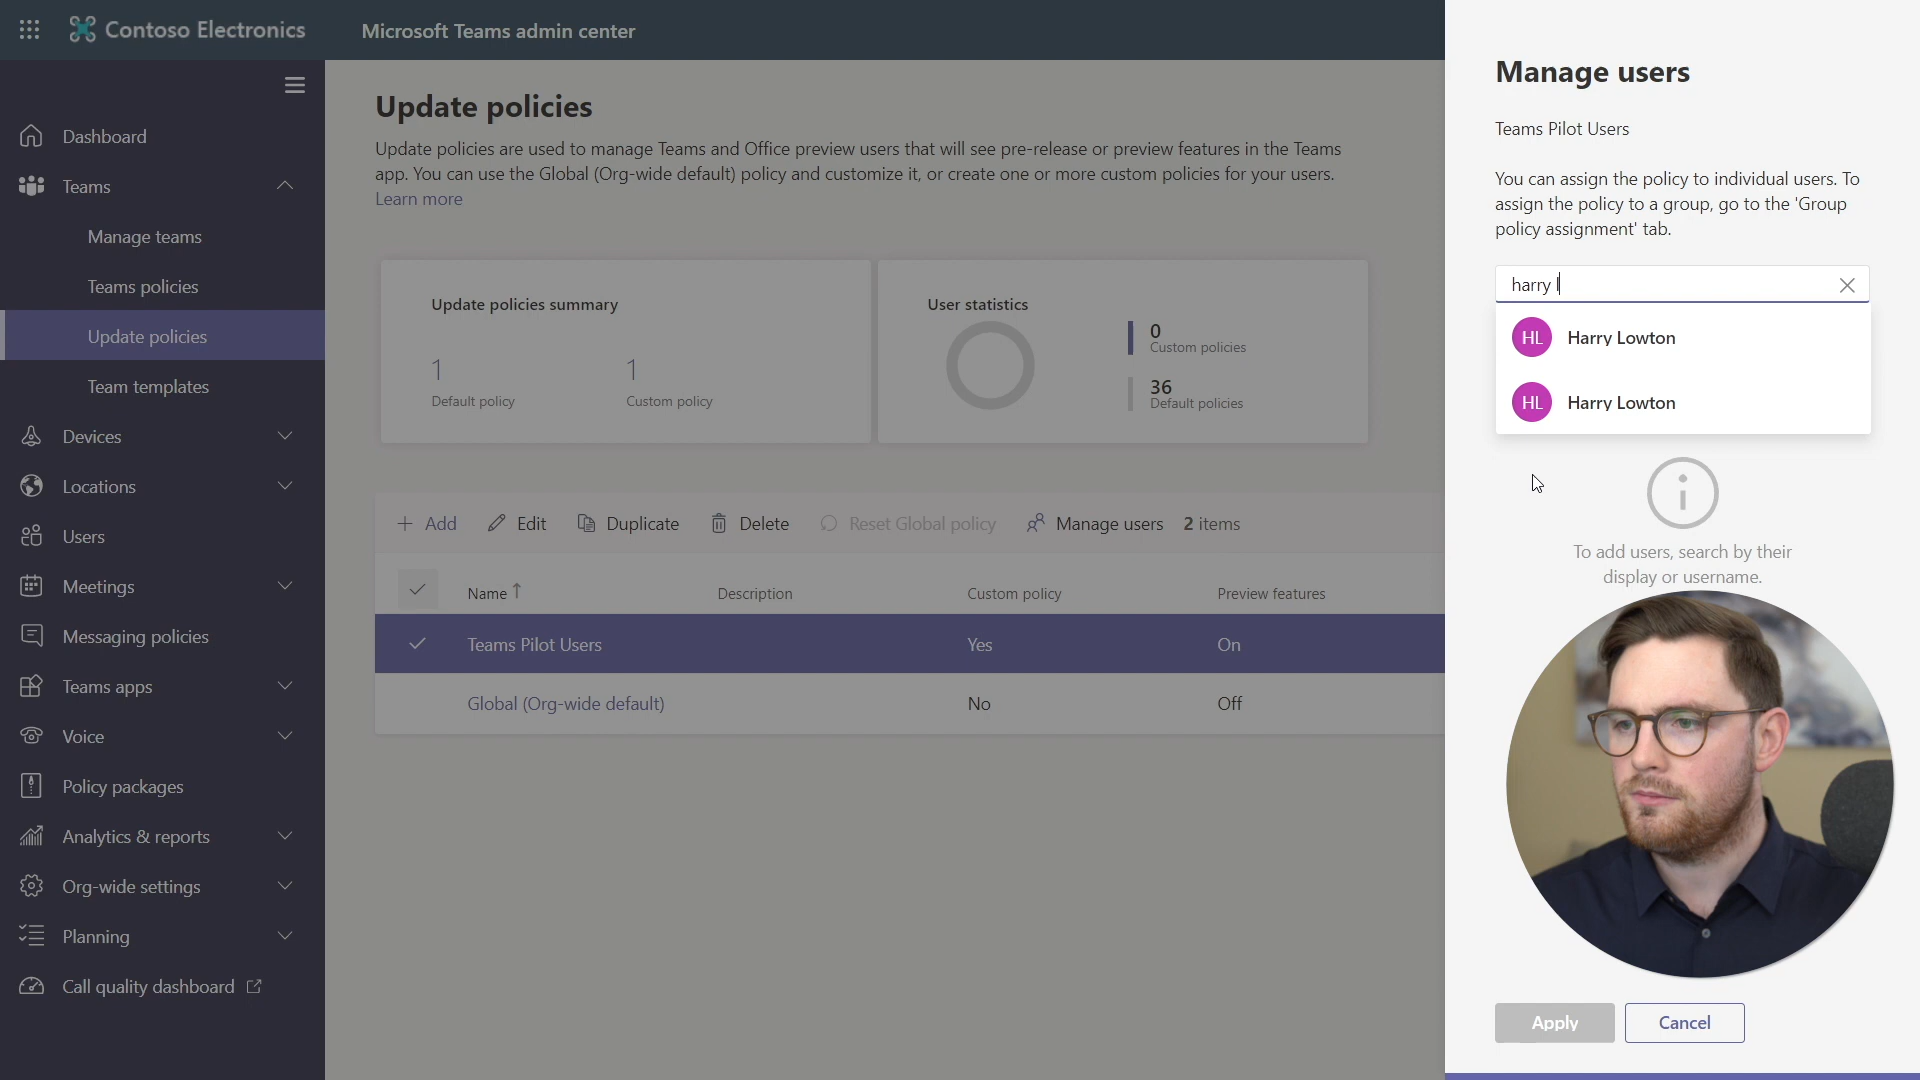 Contoso Electronics
Microsoft Teams admin center
Dashboard
Teams
Manage teams
Teams policies
Update policies
Team templates
Devices
Locations
Users
Meetings
Messaging policies
Teams apps
Voice
Policy packages
Analytics & reports
Org-wide settings
Planning
Call quality dashboard
Update policies
Update policies are used to manage Teams and Office preview users that will see pre-release or preview features in the Teams
app. You can use the Global (Org-wide default) policy and customize it, or create one or more custom policies for your users.
Learn more
Update policies summary
1
Default policy
1
Custom policy
User statistics
0
Custom policies
36
Default policies
Add Edit Duplicate Delete Reset Global policy Manage users 2 items
Name Description Custom policy Preview features
Teams Pilot Users Yes On
Global (Org-wide default) No Off
Manage users
Teams Pilot Users
You can assign the policy to individual users. To
assign the policy to a group, go to the 'Group
policy assignment' tab.
harry l
HL Harry Lowton
HL Harry Lowton
To add users, search by their
display or username.
Apply Cancel